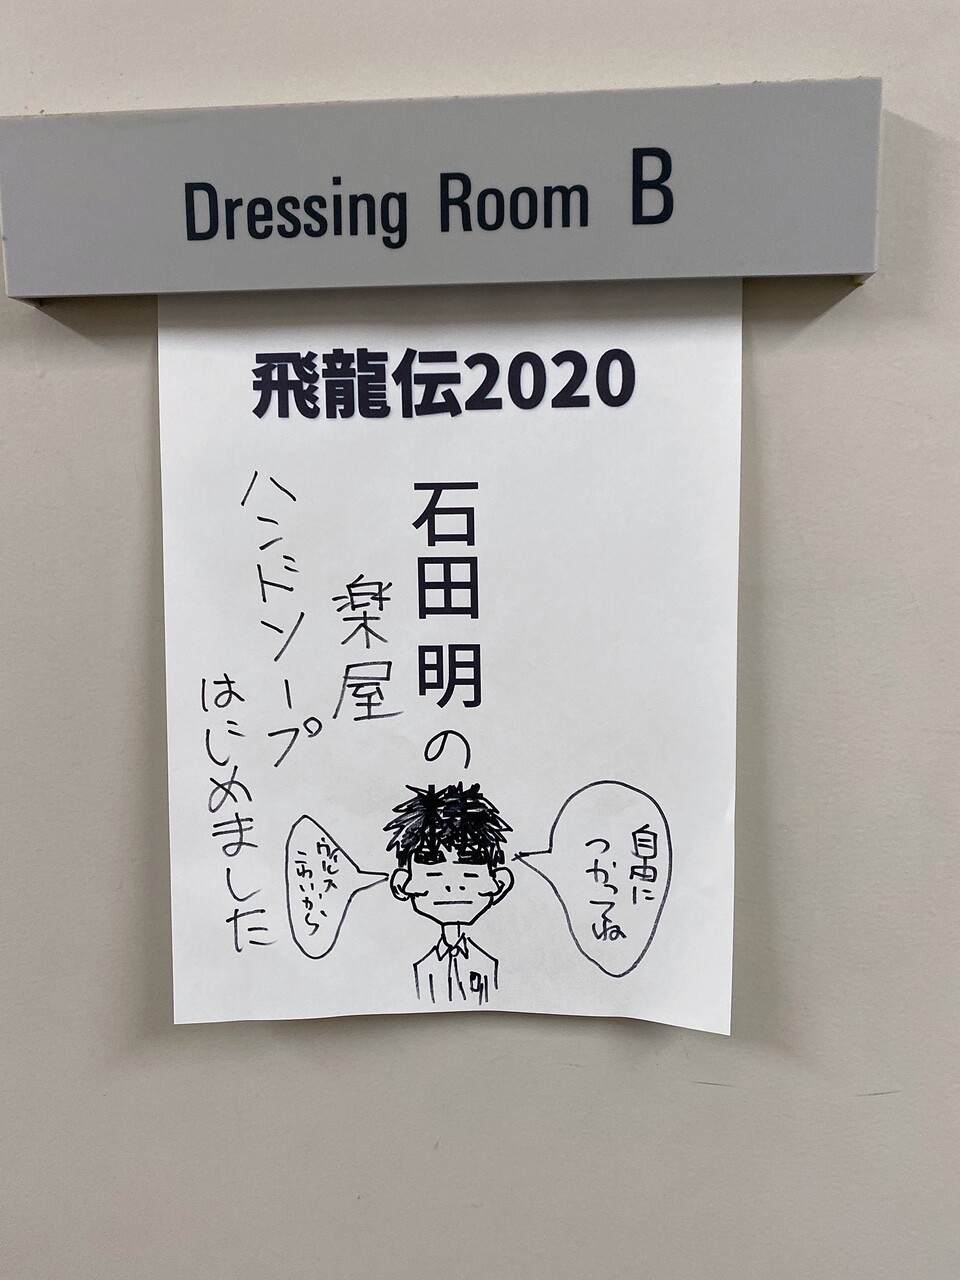 Dressing Room B
飛龍伝2020
石田 明の
楽屋
ハンドソープ
はじめました
自由に
つかってね
ウィルス
こわいから